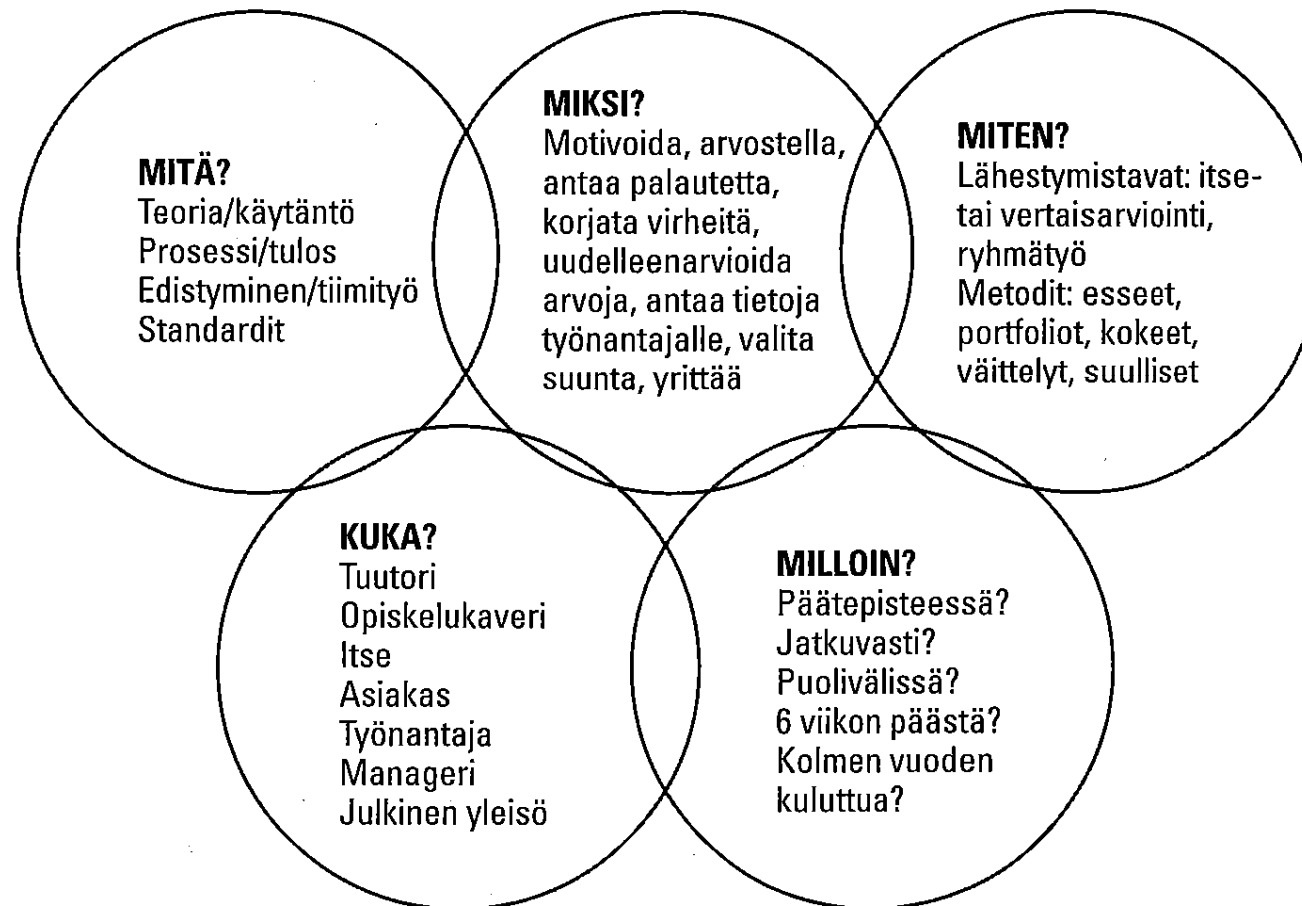 MITÄ?
Teoria/käytäntö
Prosessi/tulos
Edistyminen/tiimityö
Standardit
MIKSI?
Motivoida, arvostella,
antaa palautetta,
korjata virheitä,
uudelleenarvioida
arvoja, antaa tietoja
työnantajalle, valita
suunta, yrittää
MITEN?
Lähestymistavat: itse-
tai vertaisarviointi,
ryhmätyö
Metodit: esseet,
portfoliot, kokeet,
väittelyt, suulliset
KUKA?
Tuutori
Opiskelukaveri
Itse
Asiakas
Työnantaja
Manageri
Julkinen yleisö
MILLOIN?
Päätepisteessä?
Jatkuvasti?
Puolivälissä?
6 viikon päästä?
Kolmen vuoden
kuluttua?